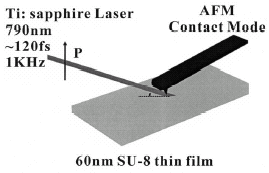 Ti: sapphire Laser
790nm
~120fs
1KHz
P
AFM
Contact Mode
60nm SU-8 thin film